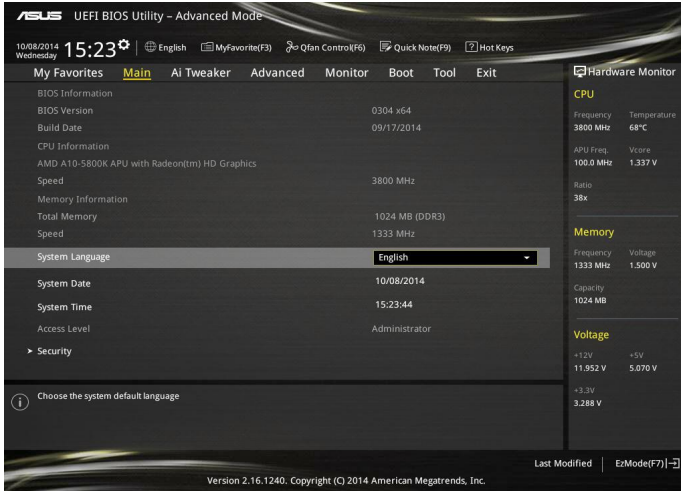 ASUS UEFI BIOS Utility – Advanced Mode
10/08/2014 Wednesday 15:23 English MyFavorite(F3) Qfan Control(F6) Quick Note(F9) ? Hot Keys
My Favorites Main Ai Tweaker Advanced Monitor Boot Tool Exit
BIOS Information
BIOS Version 0304 x64
Build Date 09/17/2014
CPU Information
AMD A10-5800K APU with Radeon(tm) HD Graphics
Speed 3800 MHz
Memory Information
Total Memory 1024 MB (DDR3)
Speed 1333 MHz
System Language English
System Date 10/08/2014
System Time 15:23:44
Access Level Administrator
> Security
i Choose the system default language
Hardware Monitor
CPU
Frequency Temperature
3800 MHz 68°C
APU Freq. Vcore
100.0 MHz 1.337 V
Ratio
38x
Memory
Frequency Voltage
1333 MHz 1.500 V
Capacity
1024 MB
Voltage
+12V +5V
11.952 V 5.070 V
+3.3V
3.288 V
Last Modified EzMode(F7)
Version 2.16.1240. Copyright (C) 2014 American Megatrends, Inc.